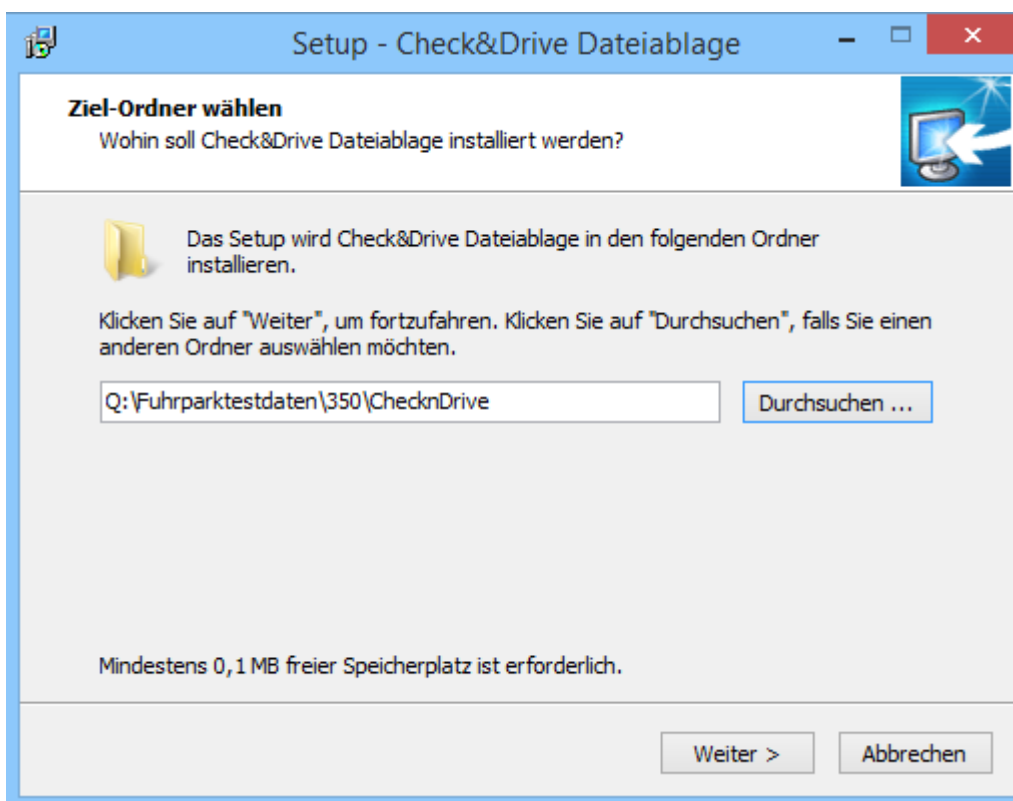 Setup - Check&Drive Dateiablage
Ziel-Ordner wählen
Wohin soll Check&Drive Dateiablage installiert werden?
Das Setup wird Check&Drive Dateiablage in den folgenden Ordner
installieren.
Klicken Sie auf "Weiter", um fortzufahren. Klicken Sie auf "Durchsuchen", falls Sie einen
anderen Ordner auswählen möchten.
Q:\Fuhrparktestdaten\350\ChecknDrive
Durchsuchen ...
Mindestens 0,1 MB freier Speicherplatz ist erforderlich.
Weiter >
Abbrechen